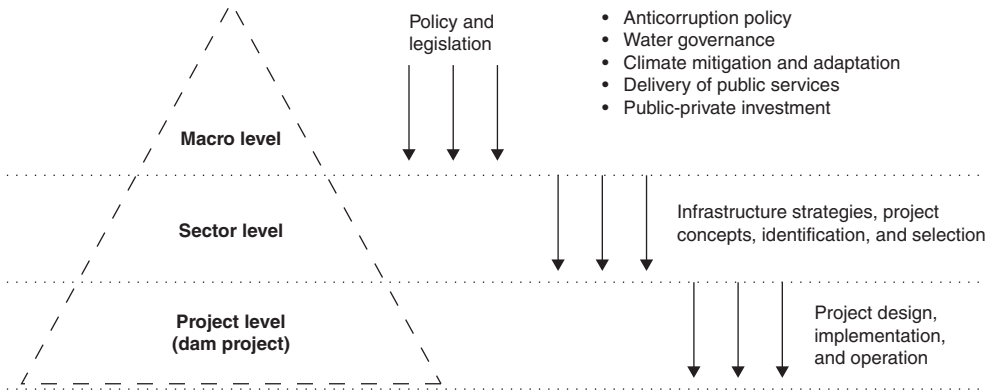 Policy and
legislation
• Anticorruption policy
• Water governance
• Climate mitigation and adaptation
• Delivery of public services
• Public-private investment
Macro level
Sector level
Infrastructure strategies, project
concepts, identification, and selection
Project level
(dam project)
Project design,
implementation,
and operation